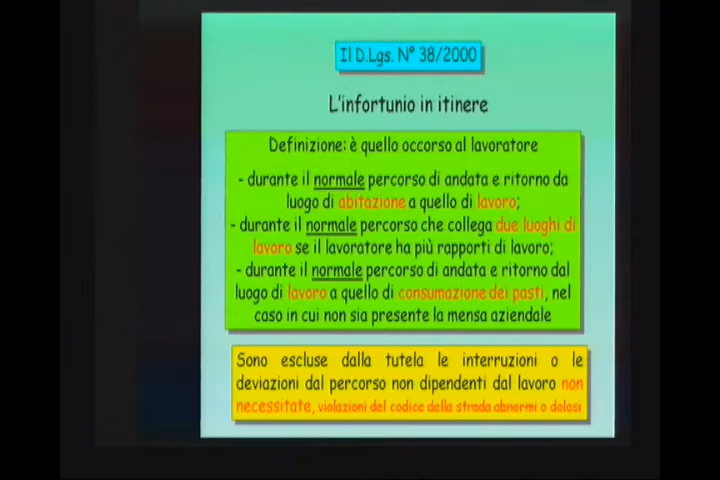 Il D.Lgs. N° 38/2000
L'infortunio in itinere
Definizione: è quello occorso al lavoratore
- durante il normale percorso di andata e ritorno da
luogo di abitazione a quello di lavoro;
- durante il normale percorso che collega due luoghi di
lavoro se il lavoratore ha più rapporti di lavoro;
- durante il normale percorso di andata e ritorno dal
luogo di lavoro a quello di consumazione dei pasti, nel
caso in cui non sia presente la mensa aziendale
Sono escluse dalla tutela le interruzioni o le
deviazioni dal percorso non dipendenti dal lavoro non
necessitate, violazioni del codice della strada abnormi o dolosi